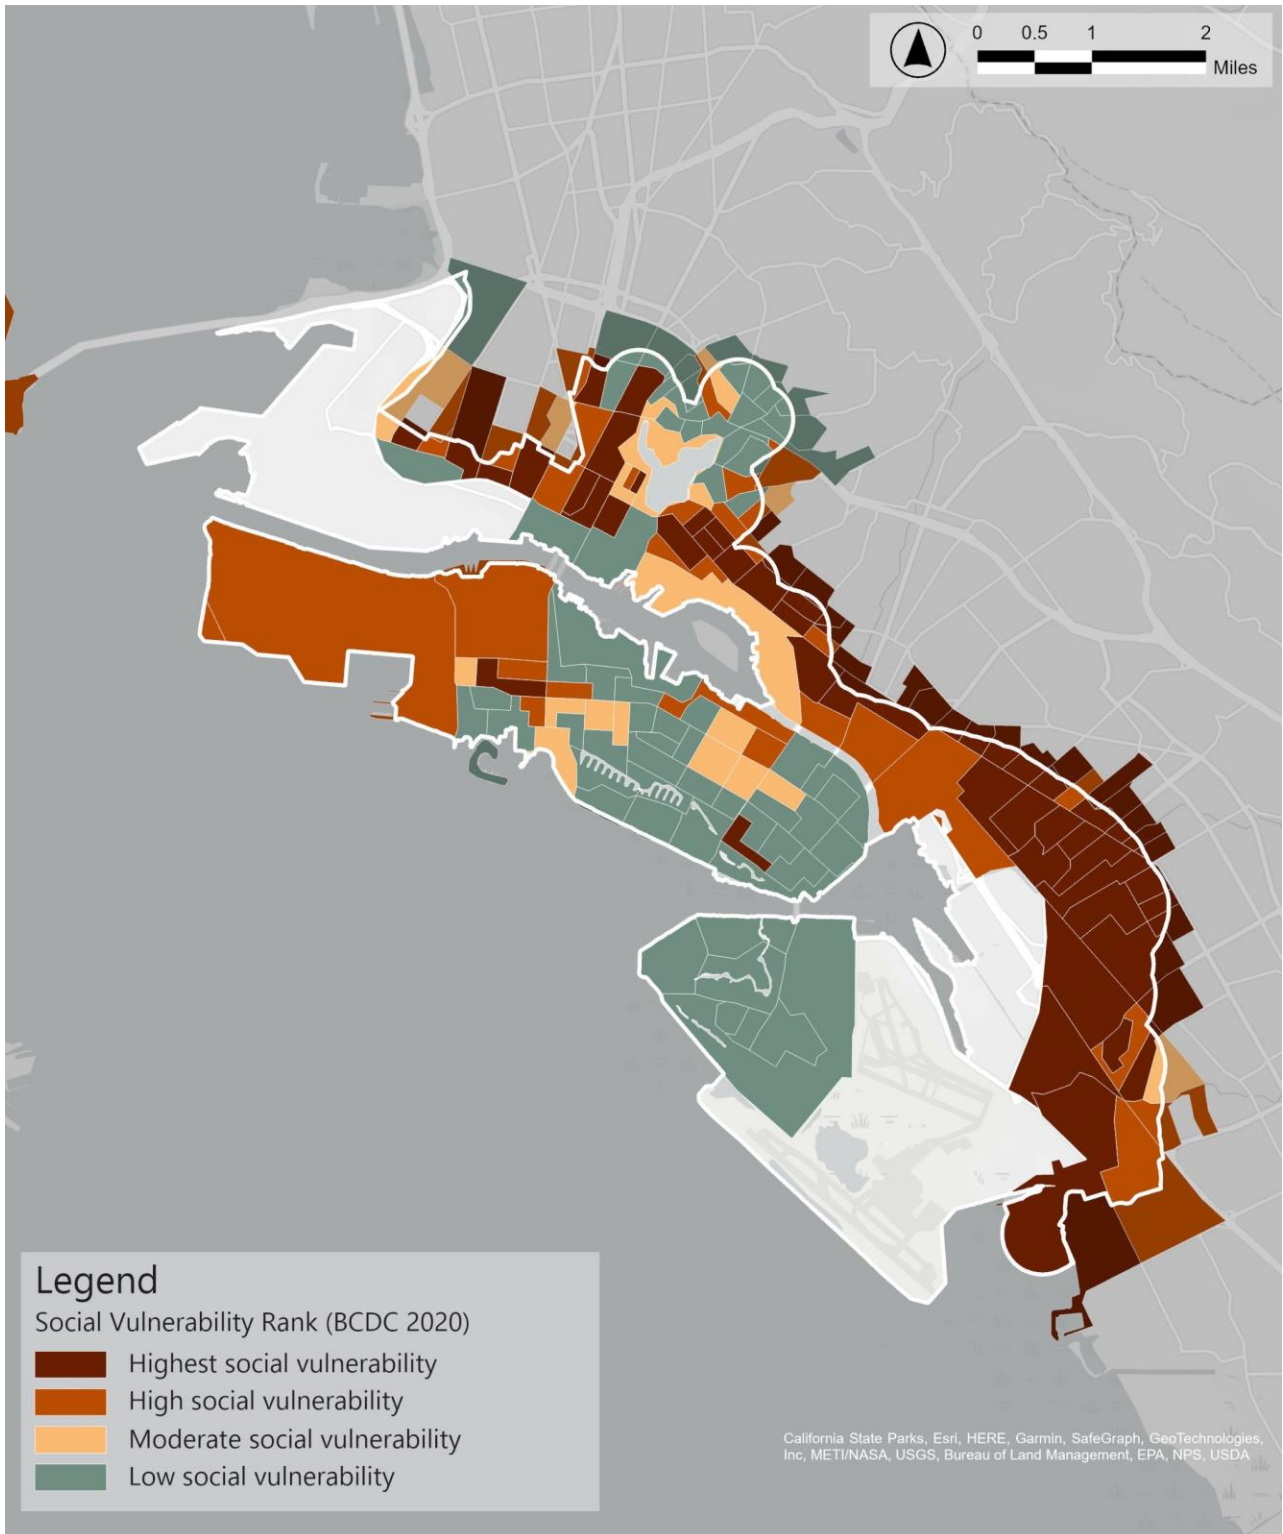 0 0.5 1 2
Miles
Legend
Social Vulnerability Rank (BCDC 2020)
Highest social vulnerability
High social vulnerability
Moderate social vulnerability
Low social vulnerability
California State Parks, Esri, HERE, Garmin, SafeGraph, GeoTechnologies,
Inc, METI/NASA, USGS, Bureau of Land Management, EPA, NPS, USDA